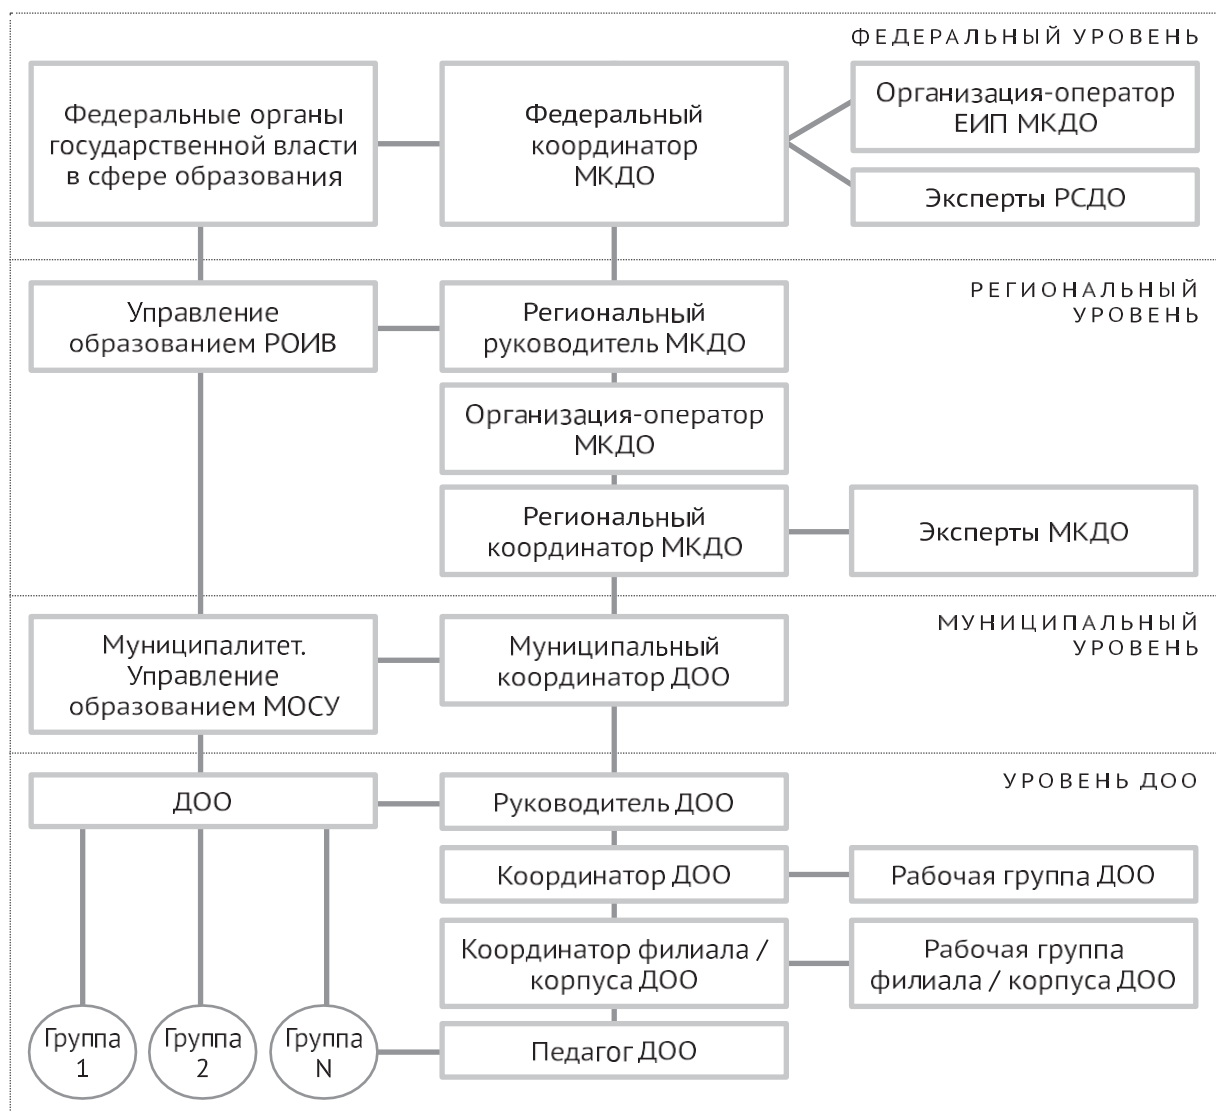 ФЕДЕРАЛЬНЫЙ УРОВЕНЬ
Федеральные органы
государственной власти
в сфере образования
Федеральный
координатор
МКДО
Организация-оператор
ЕИП МКДО
Эксперты РСДО
РЕГИОНАЛЬНЫЙ
УРОВЕНЬ
Управление
образованием РОИВ
Региональный
руководитель МКДО
Организация-оператор
МКДО
Региональный
координатор МКДО
Эксперты МКДО
МУНИЦИПАЛЬНЫЙ
УРОВЕНЬ
Муниципалитет.
Управление
образованием МОСУ
Муниципальный
координатор ДОО
УРОВЕНЬ ДОО
ДОО
Руководитель ДОО
Координатор ДОО
Рабочая группа ДОО
Координатор филиала /
корпуса ДОО
Рабочая группа
филиала / корпуса ДОО
Группа
1
Группа
2
Группа
N
Педагог ДОО